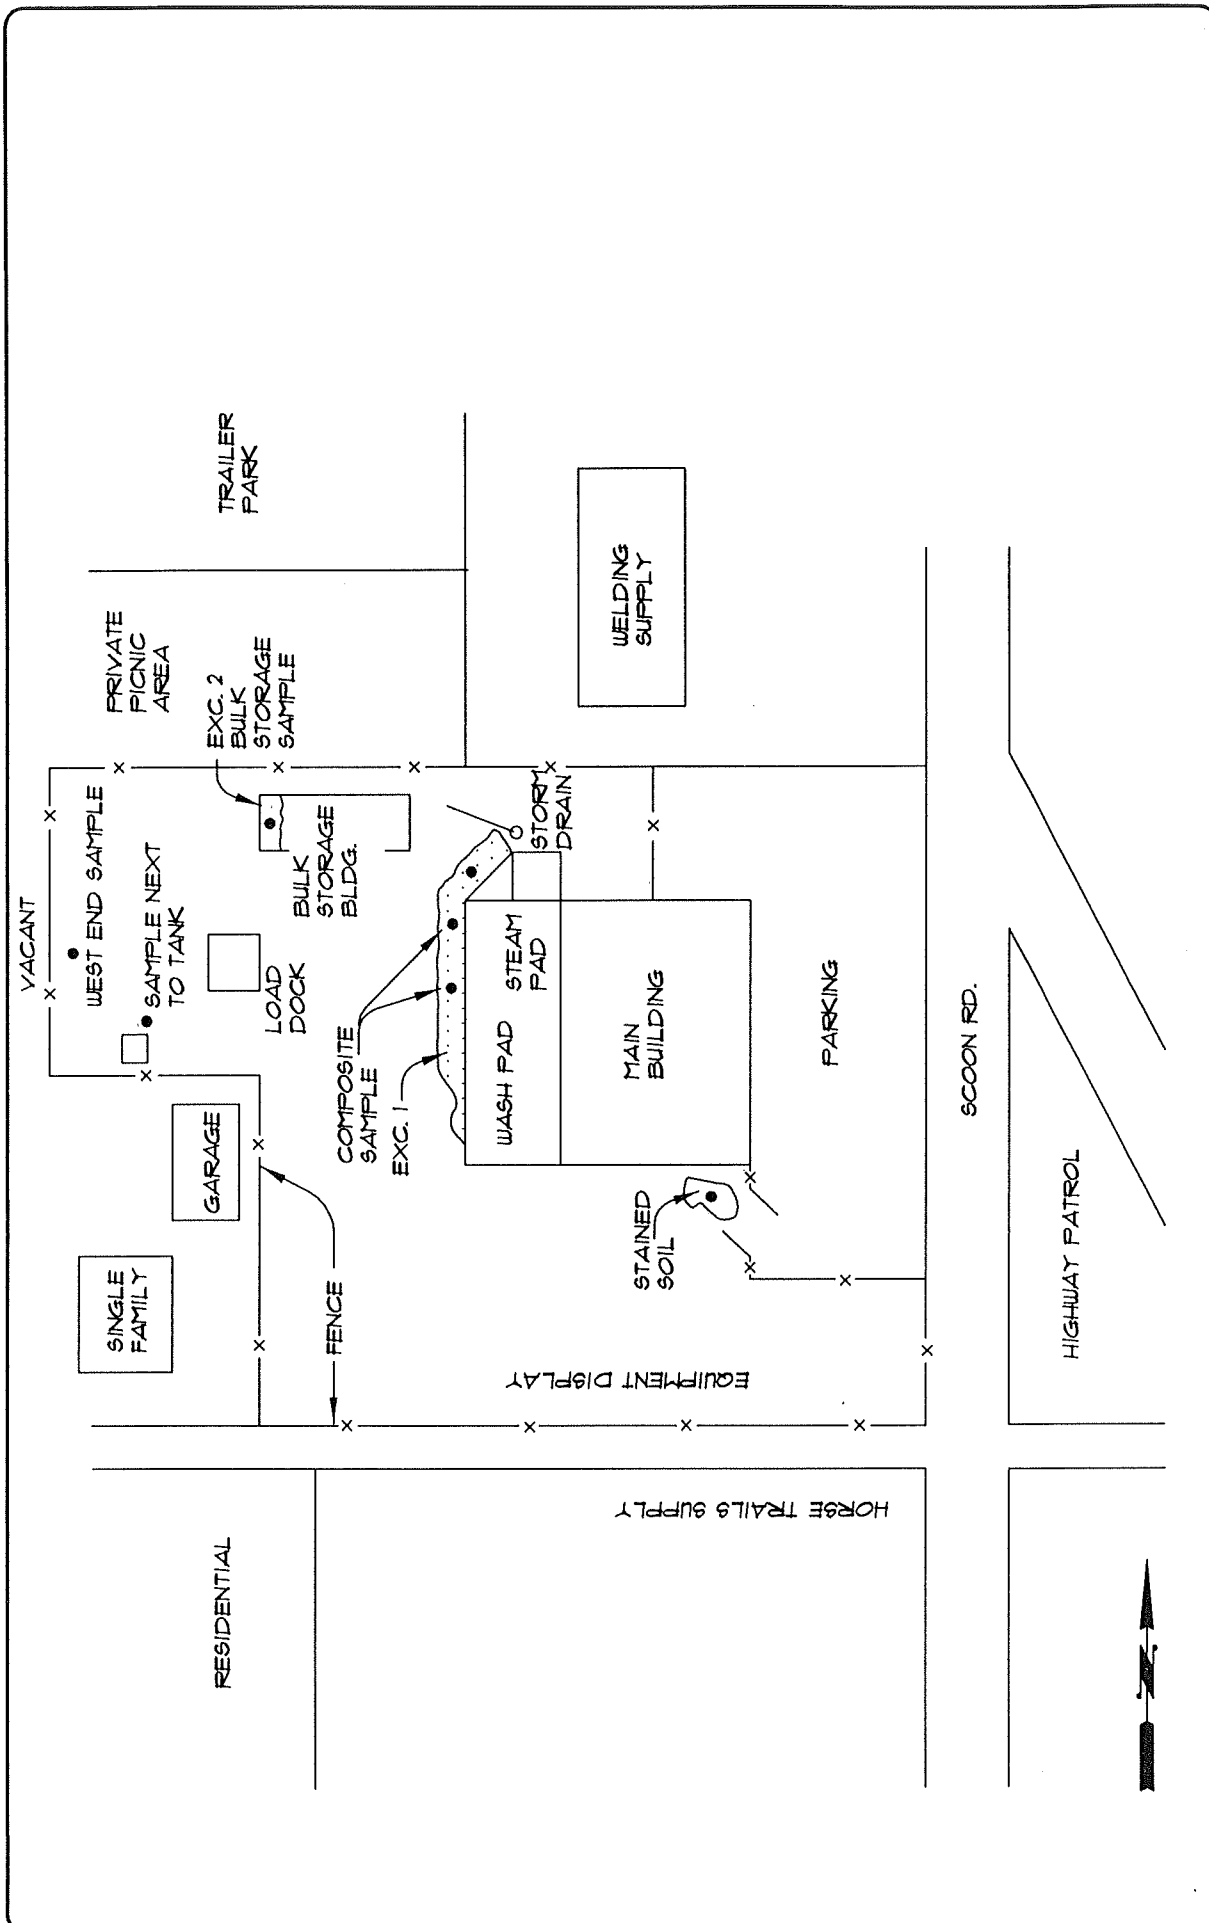 VACANT
WEST END SAMPLE
SAMPLE NEXT
TO TANK
LOAD
DOCK
GARAGE
SINGLE
FAMILY
FENCE
RESIDENTIAL
PRIVATE
PICNIC
AREA
TRAILER
PARK
EXC. 2
BULK
STORAGE
SAMPLE
BULK
STORAGE
BLDG.
COMPOSITE
SAMPLE
EXC. 1
STORM
DRAIN
WASH PAD
STEAM
PAD
MAIN
BUILDING
WELDING
SUPPLY
STAINED
SOIL
PARKING
EQUIPMENT DISPLAY
HORSE TRAILS SUPPLY
SCOON RD.
HIGHWAY PATROL
N